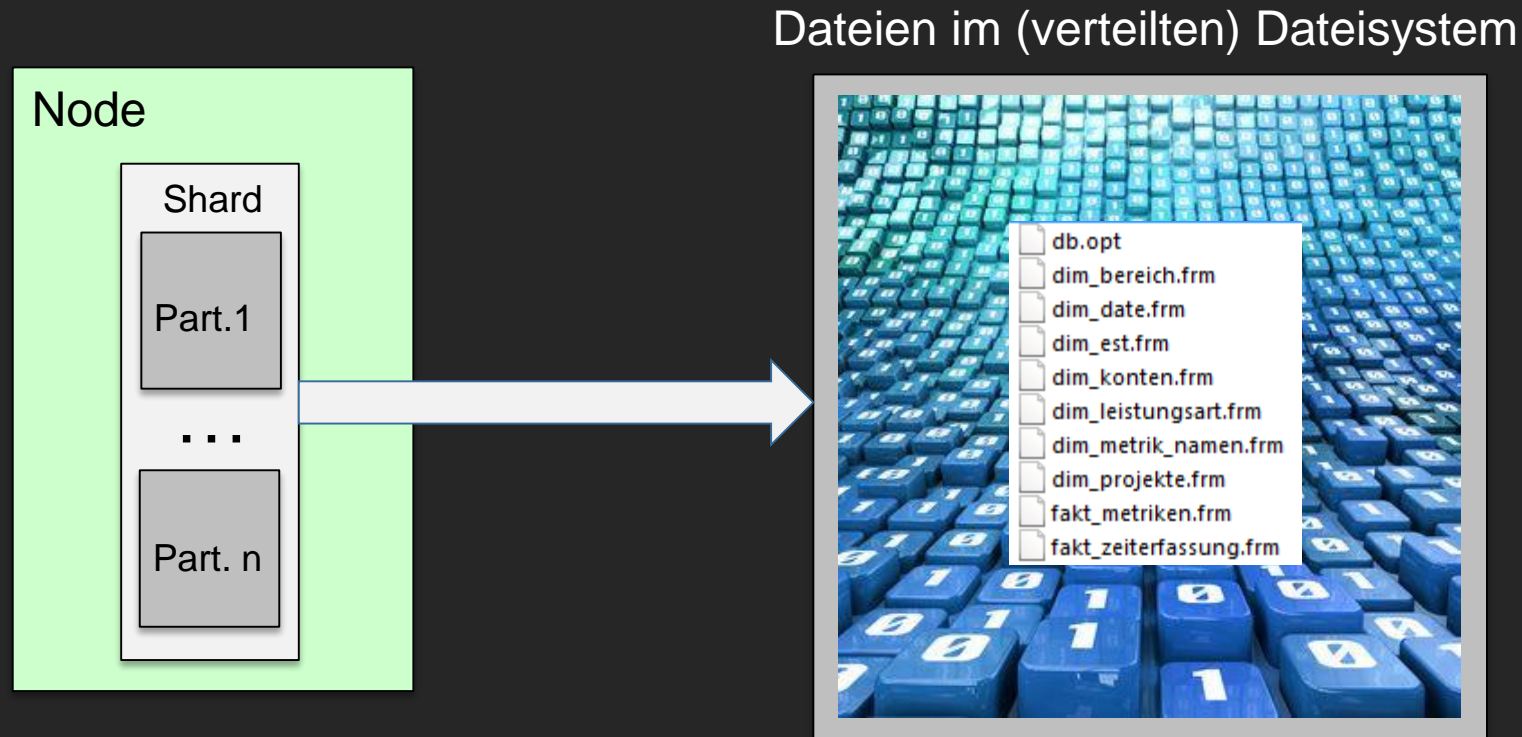 Dateien im (verteilten) Dateisystem
Node
Shard
Part.1
...
Part. n
db.opt
dim_bereich.frm
dim_date.frm
dim_est.frm
dim_konten.frm
dim_leistungsart.frm
dim_metrik_namen.frm
dim_projekte.frm
fakt_metriken.frm
fakt_zeiterfassung.frm